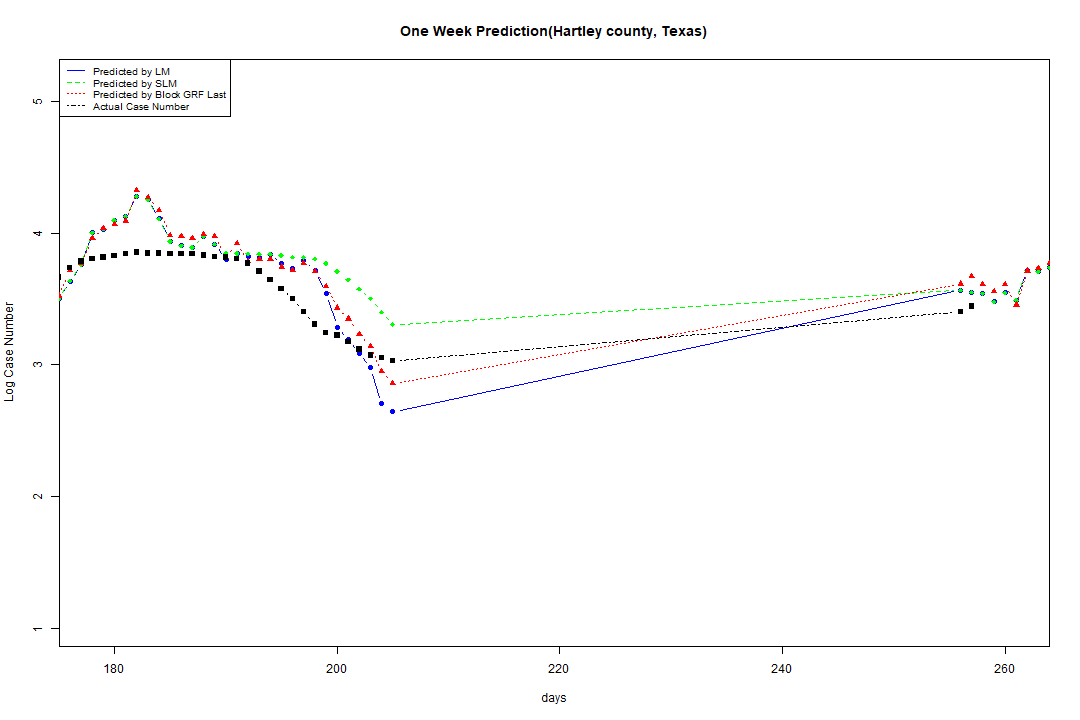 One Week Prediction(Hartley county, Texas)
Predicted by LM
Predicted by SLM
Predicted by Block GRF Last
Actual Case Number
5
4
3
2
1
Log Case Number
180 200 220 240 260
days